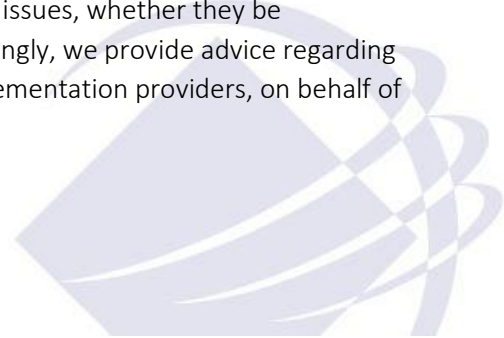 issues, whether they be
ngly, we provide advice regarding
ementation providers, on behalf of